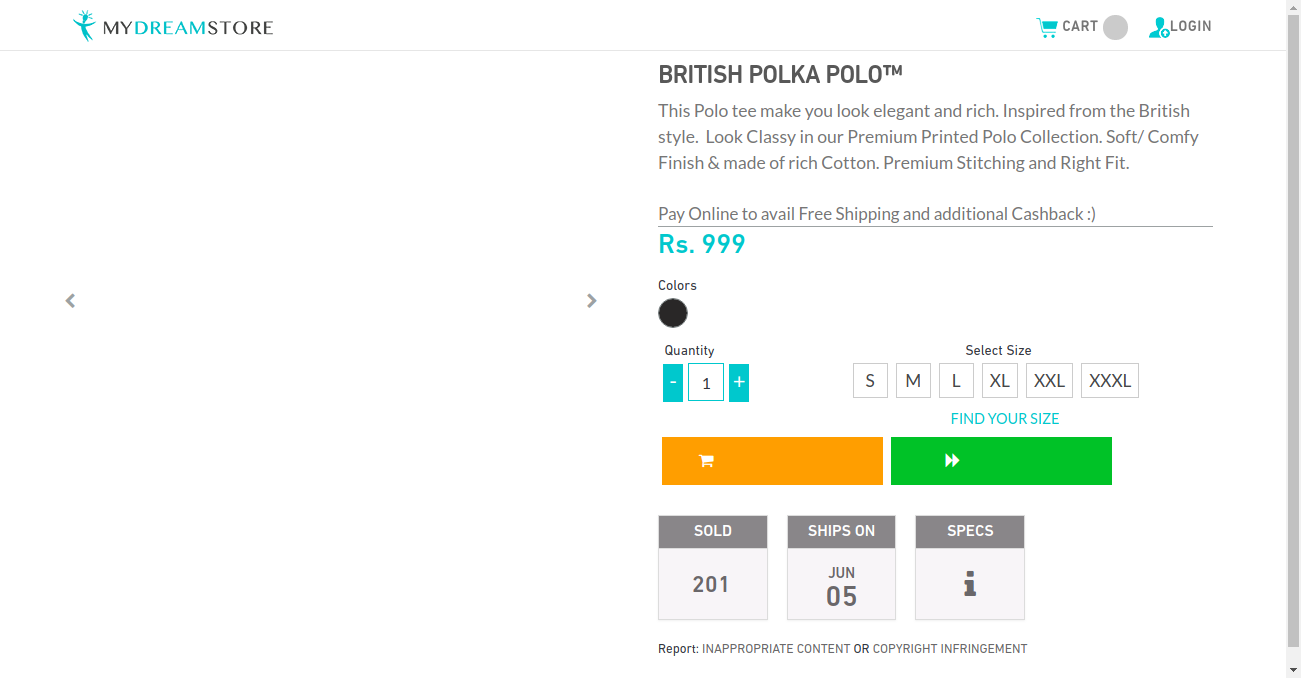 MYDREAMSTORE
CART
LOGIN
BRITISH POLKA POLO™
This Polo tee make you look elegant and rich. Inspired from the British
style.  Look Classy in our Premium Printed Polo Collection. Soft/ Comfy
Finish & made of rich Cotton. Premium Stitching and Right Fit.
Pay Online to avail Free Shipping and additional Cashback :)
Rs. 999
Colors
Quantity
Select Size
- 1 +
S M L XL XXL XXXL
FIND YOUR SIZE
SOLD
201
SHIPS ON
JUN
05
SPECS
Report: INAPPROPRIATE CONTENT OR COPYRIGHT INFRINGEMENT